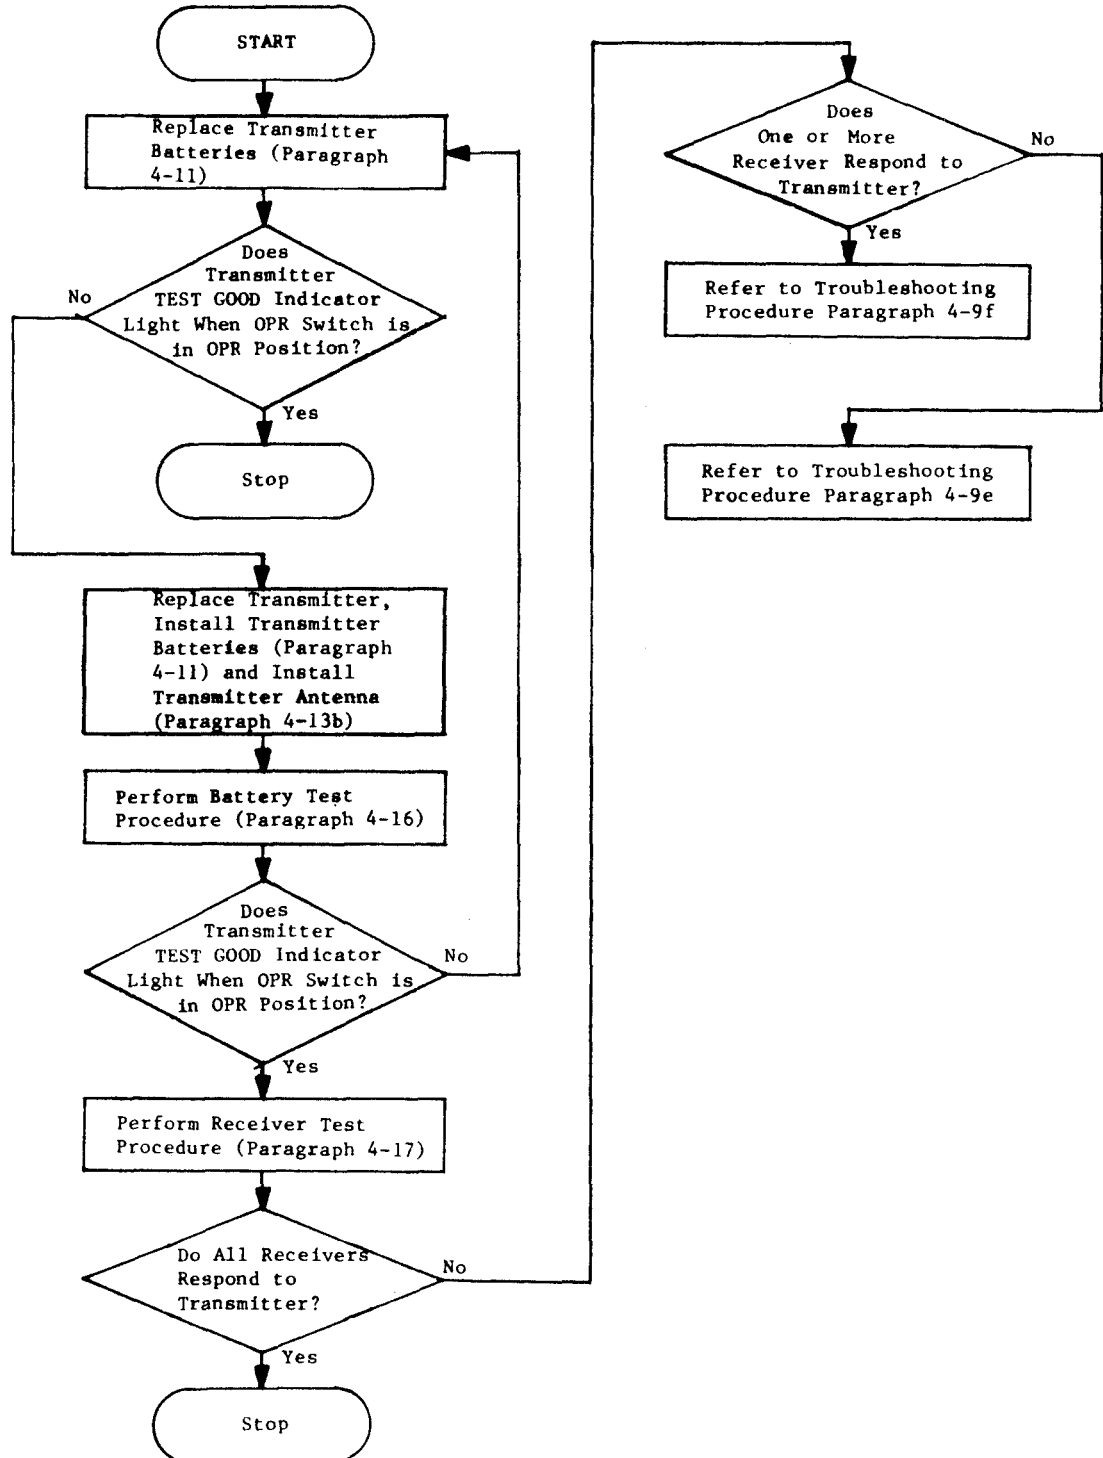 START
Replace Transmitter
Batteries (Paragraph
4-11)
Does
Transmitter
TEST GOOD Indicator
Light When OPR Switch is
in OPR Position?
No
Yes
Stop
Replace Transmitter,
Install Transmitter
Batteries (Paragraph
4-11) and Install
Transmitter Antenna
(Paragraph 4-13b)
Perform Battery Test
Procedure (Paragraph 4-16)
Does
Transmitter
TEST GOOD Indicator
Light When OPR Switch is
in OPR Position?
No
Yes
Perform Receiver Test
Procedure (Paragraph 4-17)
Do All Receivers
Respond to
Transmitter?
No
Yes
Stop
Does
One or More
Receiver Respond to
Transmitter?
No
Yes
Refer to Troubleshooting
Procedure Paragraph 4-9f
Refer to Troubleshooting
Procedure Paragraph 4-9e